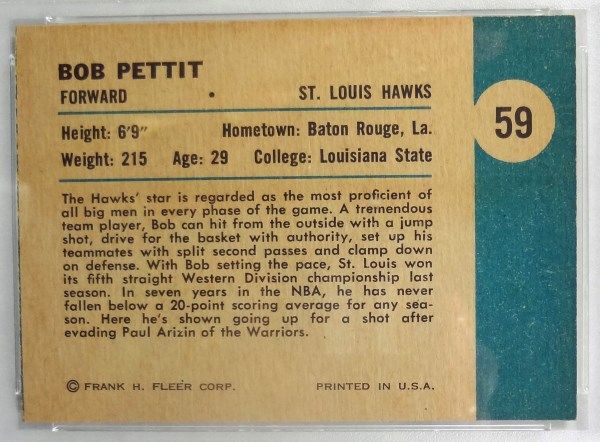 BOB PETTIT
FORWARD • ST. LOUIS HAWKS
59
Height: 6'9" Hometown: Baton Rouge, La.
Weight: 215 Age: 29 College: Louisiana State
The Hawks' star is regarded as the most proficient of
all big men in every phase of the game. A tremendous
team player, Bob can hit from the outside with a jump
shot, drive for the basket with authority, set up his
teammates with split second passes and clamp down
on defense. With Bob setting the pace, St. Louis won
its fifth straight Western Division championship last
season. In seven years in the NBA, he has never
fallen below a 20-point scoring average for any sea-
son. Here he's shown going up for a shot after
evading Paul Arizin of the Warriors.
© FRANK H. FLEER CORP. PRINTED IN U.S.A.